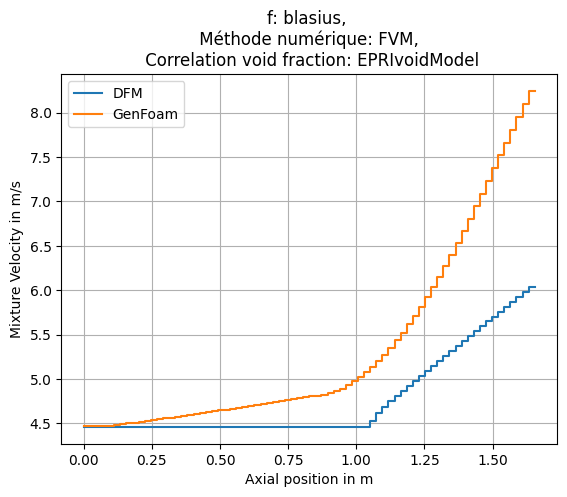 f: blasius,
Méthode numérique: FVM,
Correlation void fraction: EPRIvoidModel
DFM
GenFoam
Mixture Velocity in m/s
8.0
7.5
7.0
6.5
6.0
5.5
5.0
4.5
0.00 0.25 0.50 0.75 1.00 1.25 1.50
Axial position in m